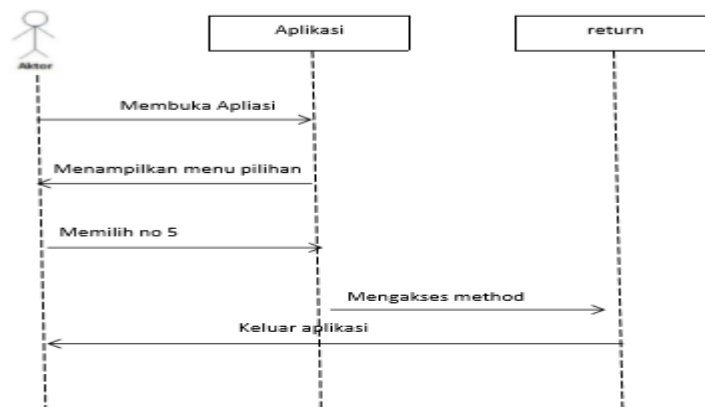 Aplikasi
return
Aktor
Membuka Apliasi
Menampilkan menu pilihan
Memilih no 5
Mengakses method
Keluar aplikasi